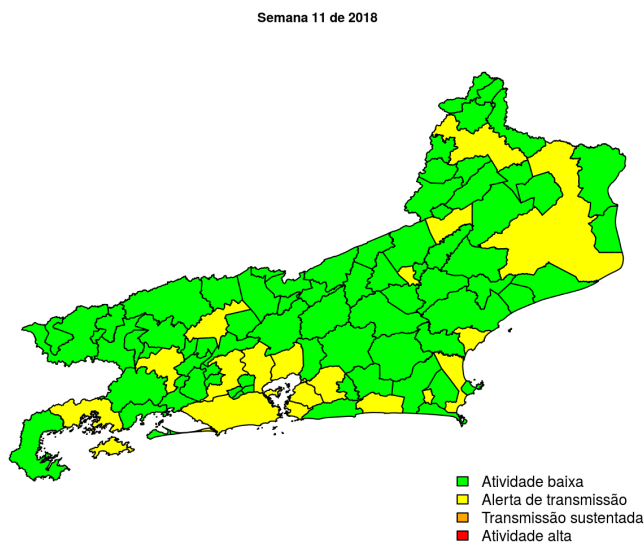 Semana 11 de 2018
Atividade baixa
Alerta de transmissão
Transmissão sustentada
Atividade alta